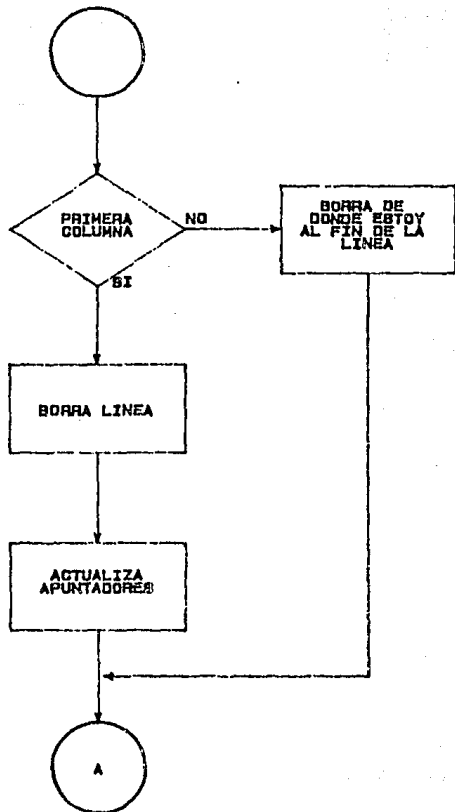 PRIMERA
COLUMNA
NO
BORRA DE
DONDE ESTOY
AL FIN DE LA
LINEA
SI
BORRA LINEA
ACTUALIZA
APUNTADORES
A